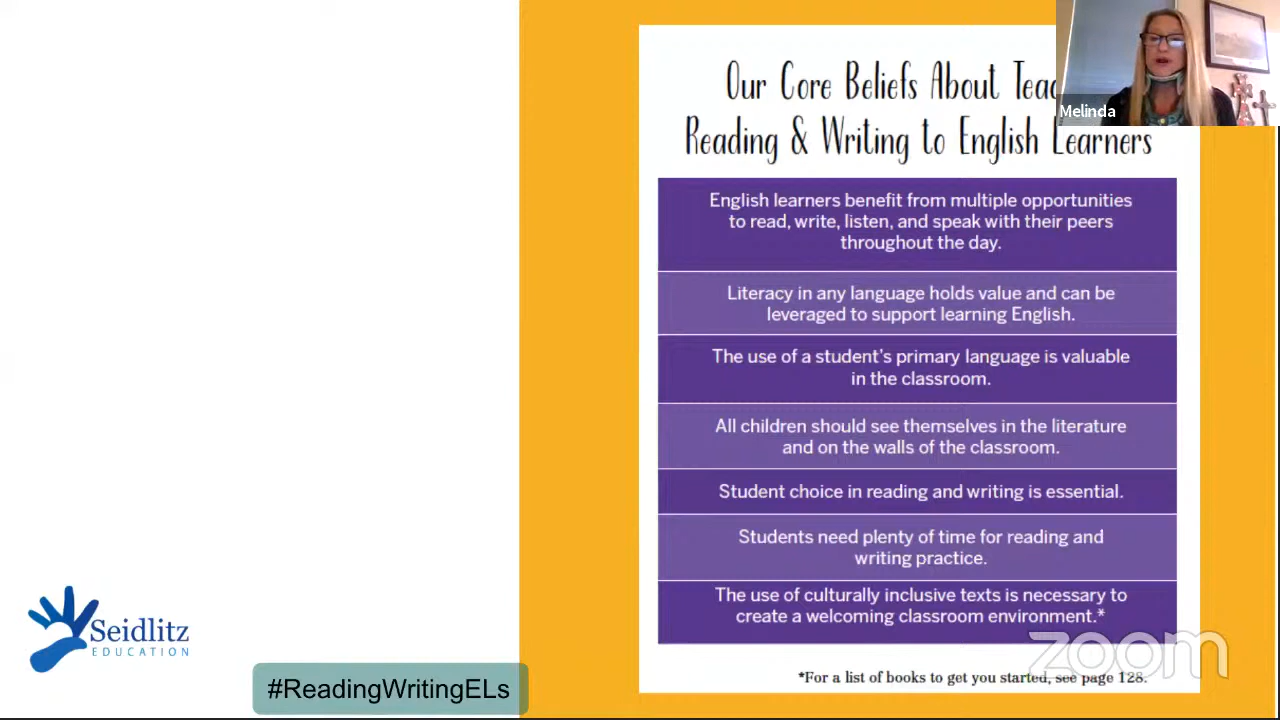 Our Core Beliefs About
Reading & Writing to English Learners
Melinda
English learners benefit from multiple opportunities
to read, write, listen, and speak with their peers
throughout the day.
Literacy in any language holds value and can be
leveraged to support learning English.
The use of a student's primary language is valuable
in the classroom.
All children should see themselves in the literature
and on the walls of the classroom.
Student choice in reading and writing is essential.
Students need plenty of time for reading and
writing practice.
The use of culturally inclusive texts is necessary to
create a welcoming classroom environment.*
*For a list of books to get you started, see page 128.
zoom
Seidlitz
EDUCATION
#ReadingWritingELs